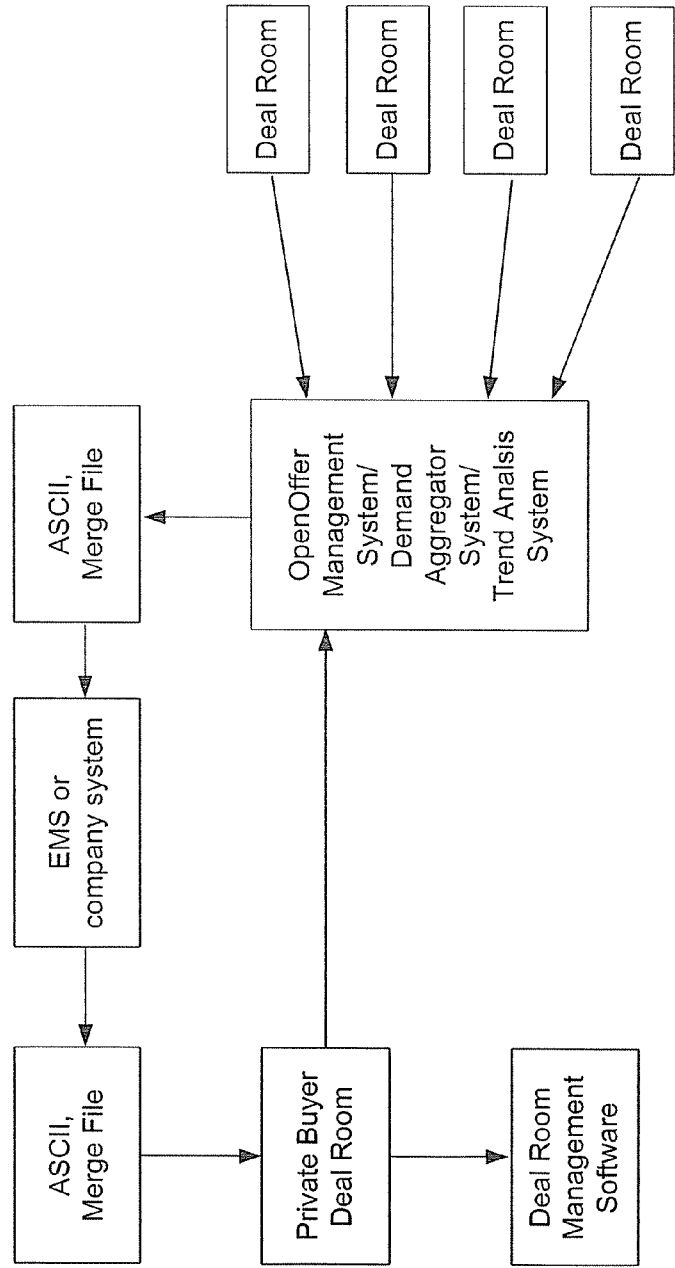 ASCII,
Merge File
EMS or
company system
ASCII,
Merge File
Private Buyer
Deal Room
OpenOffer
Management
System/
Demand
Aggregator
System/
Trend Analsis
System
Deal Room
Deal Room
Deal Room
Deal Room
Deal Room
Management
Software